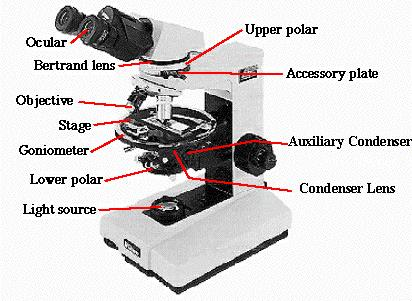 Upper polar
Ocular
Bertrand lens
Accessory plate
Objective
Stage
Auxiliary Condenser
Goniometer
Lower polar
Condenser Lens
Light source